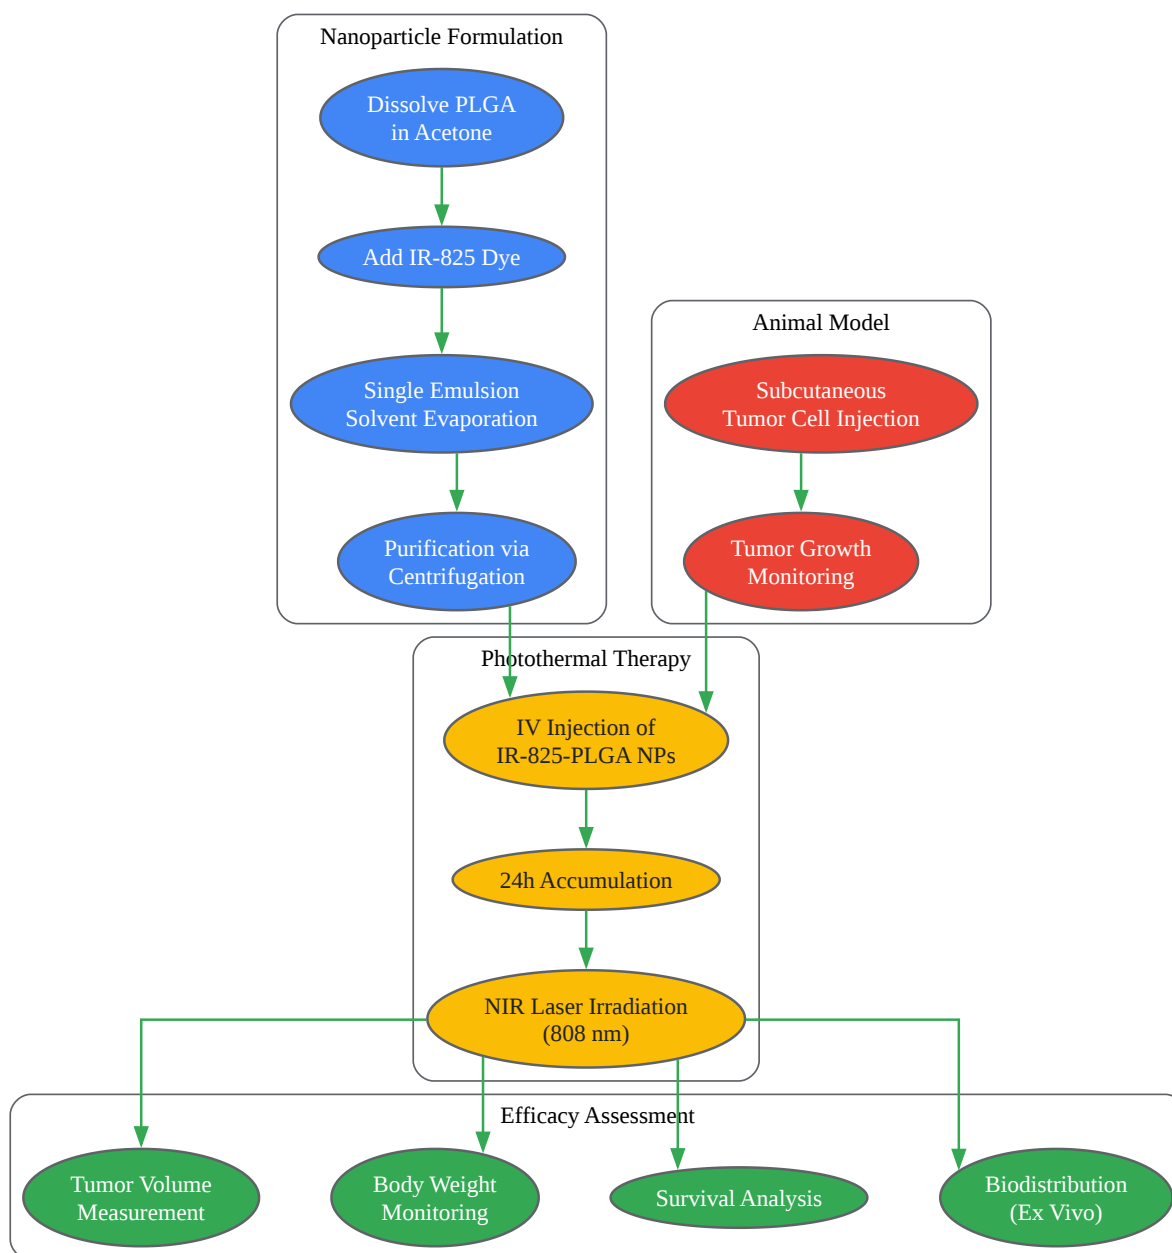 Nanoparticle Formulation
Dissolve PLGA
in Acetone
Add IR-825 Dye
Single Emulsion
Solvent Evaporation
Purification via
Centrifugation
Animal Model
Subcutaneous
Tumor Cell Injection
Tumor Growth
Monitoring
Photothermal Therapy
IV Injection of
IR-825-PLGA NPs
24h Accumulation
NIR Laser Irradiation
(808 nm)
Efficacy Assessment
Tumor Volume
Measurement
Body Weight
Monitoring
Survival Analysis
Biodistribution
(Ex Vivo)